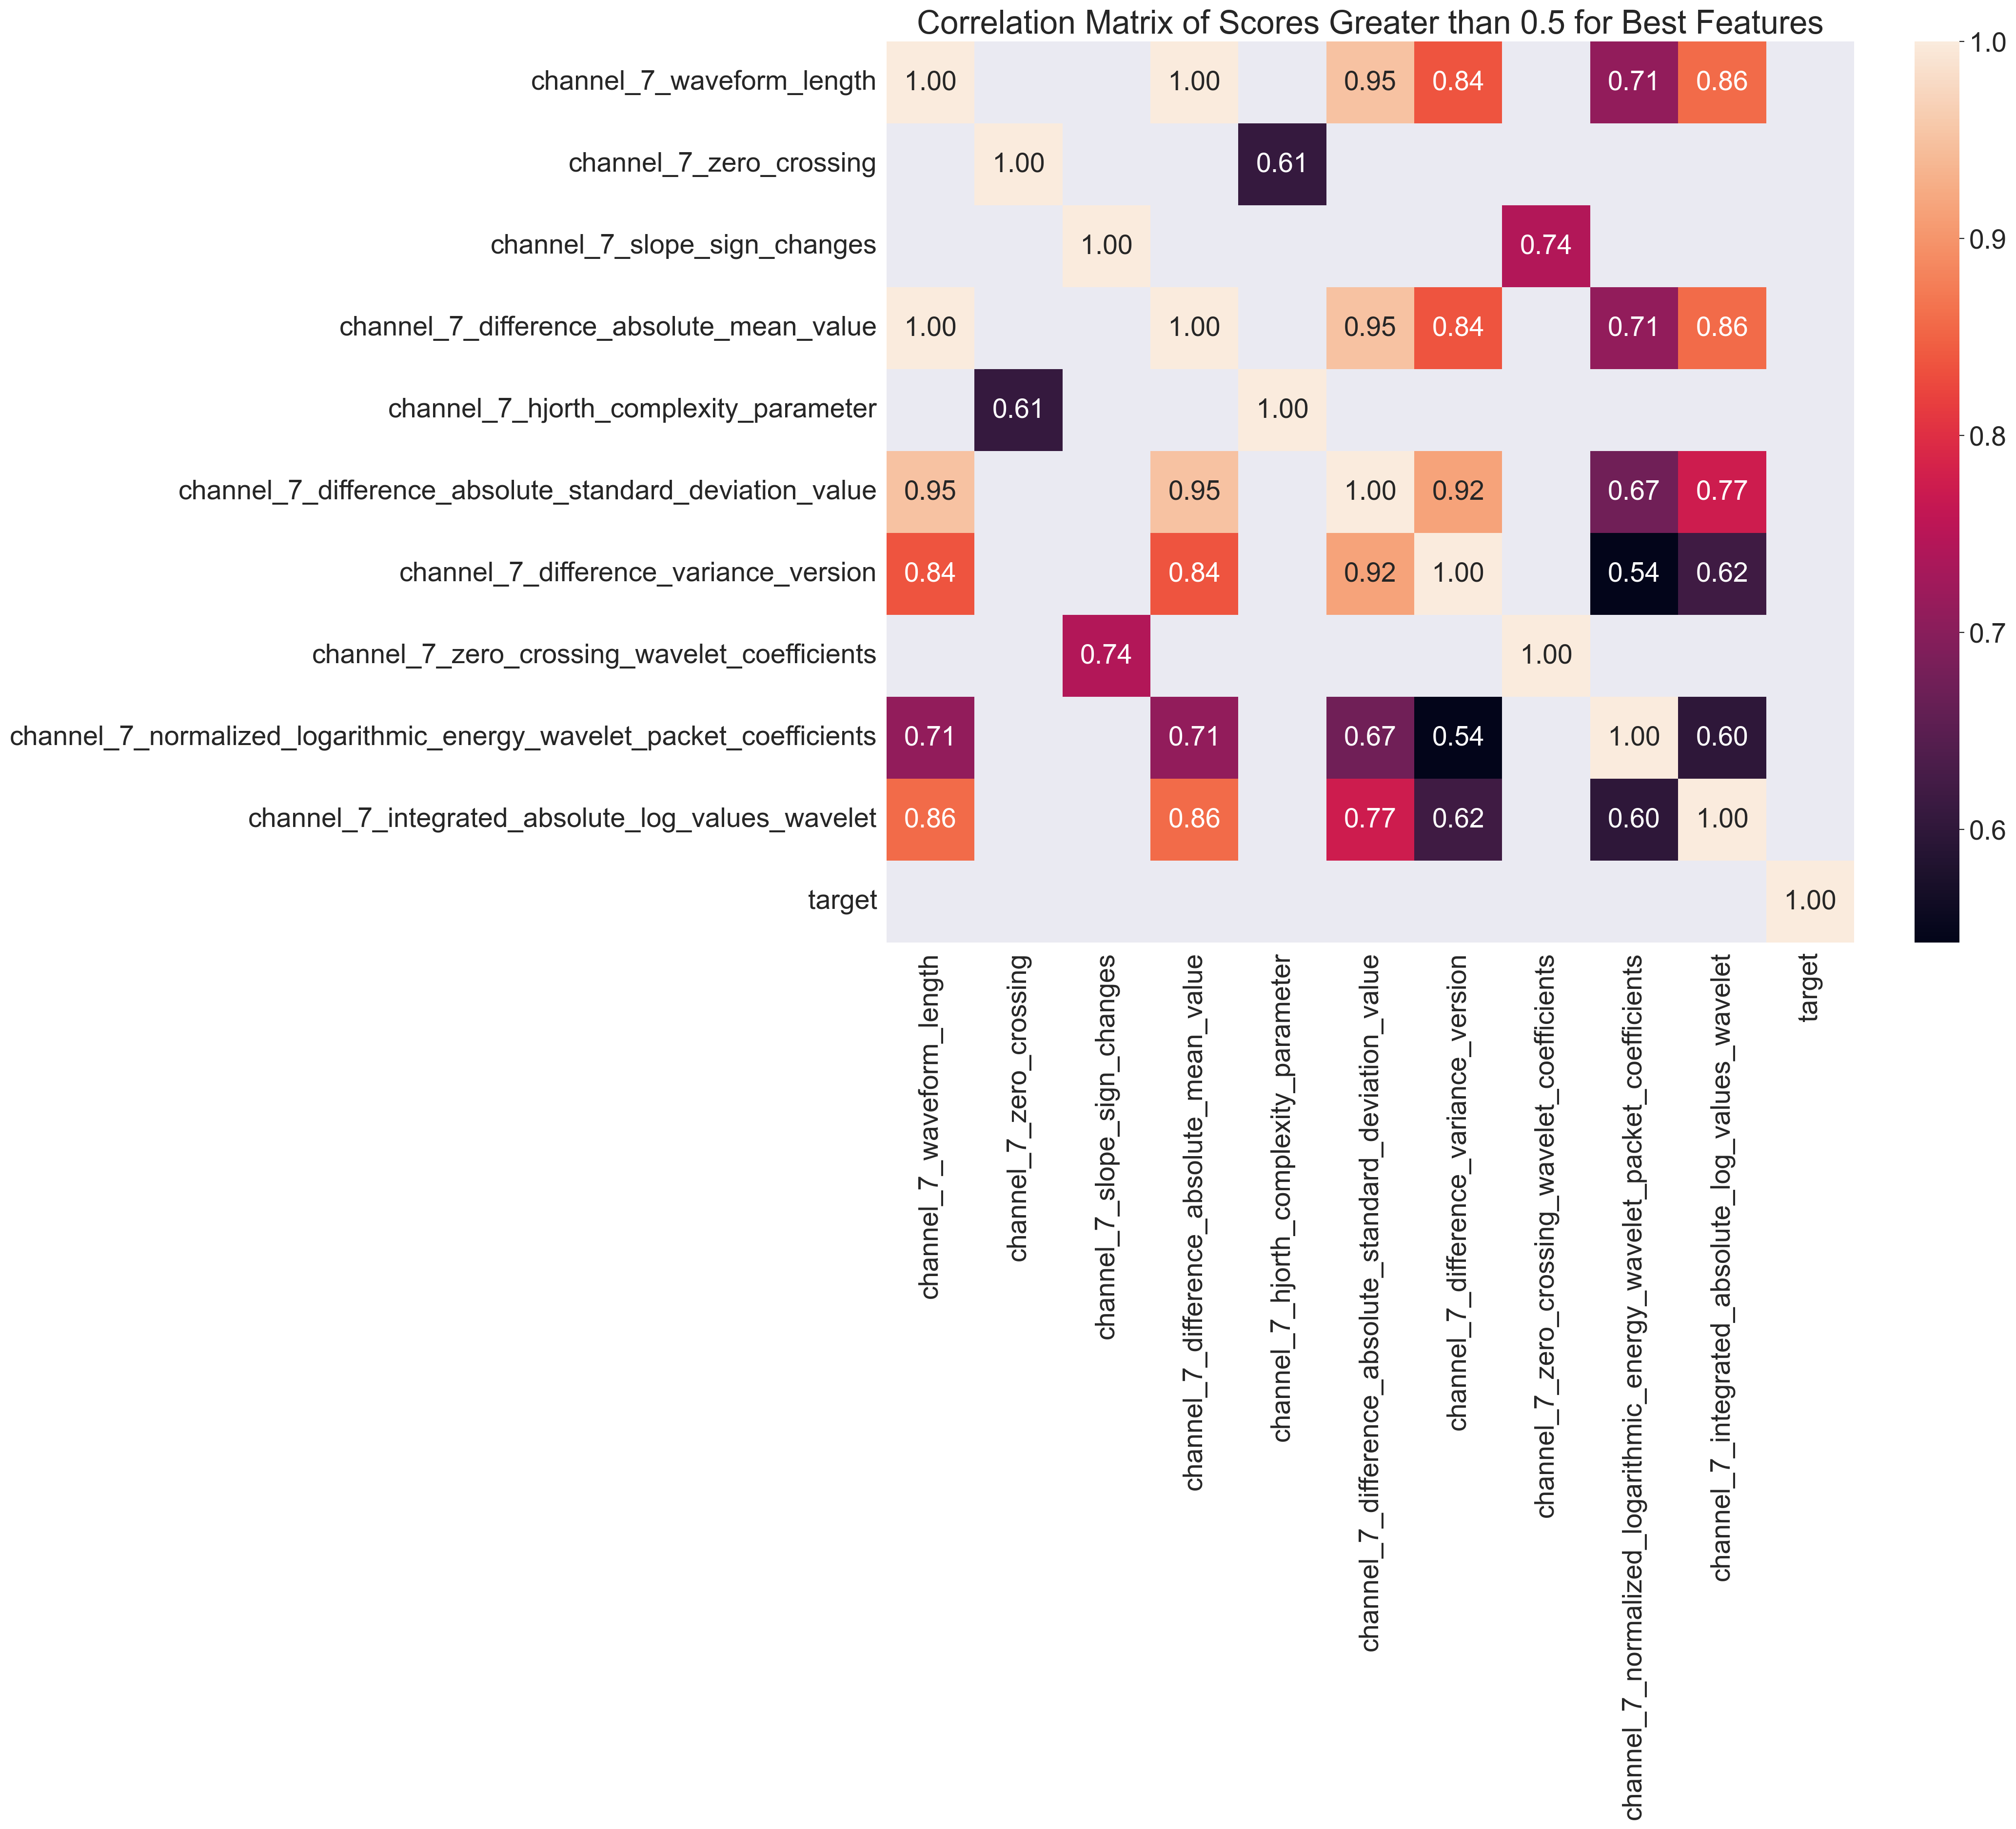 Correlation Matrix of Scores Greater than 0.5 for Best Features
channel_7_waveform_length 1.00 1.00 0.95 0.84 0.71 0.86
channel_7_zero_crossing 1.00 0.61
channel_7_slope_sign_changes 1.00 0.74
channel_7_difference_absolute_mean_value 1.00 1.00 0.95 0.84 0.71 0.86
channel_7_hjorth_complexity_parameter 0.61 1.00
channel_7_difference_absolute_standard_deviation_value 0.95 0.95 1.00 0.92 0.67 0.77
channel_7_difference_variance_version 0.84 0.84 0.92 1.00 0.54 0.62
channel_7_zero_crossing_wavelet_coefficients 0.74 1.00
channel_7_normalized_logarithmic_energy_wavelet_packet_coefficients 0.71 0.71 0.67 0.54 1.00 0.60
channel_7_integrated_absolute_log_values_wavelet 0.86 0.86 0.77 0.62 0.60 1.00
target 1.00
channel_7_waveform_length
channel_7_zero_crossing
channel_7_slope_sign_changes
channel_7_difference_absolute_mean_value
channel_7_hjorth_complexity_parameter
channel_7_difference_absolute_standard_deviation_value
channel_7_difference_variance_version
channel_7_zero_crossing_wavelet_coefficients
channel_7_normalized_logarithmic_energy_wavelet_packet_coefficients
channel_7_integrated_absolute_log_values_wavelet
target
1.0
0.9
0.8
0.7
0.6